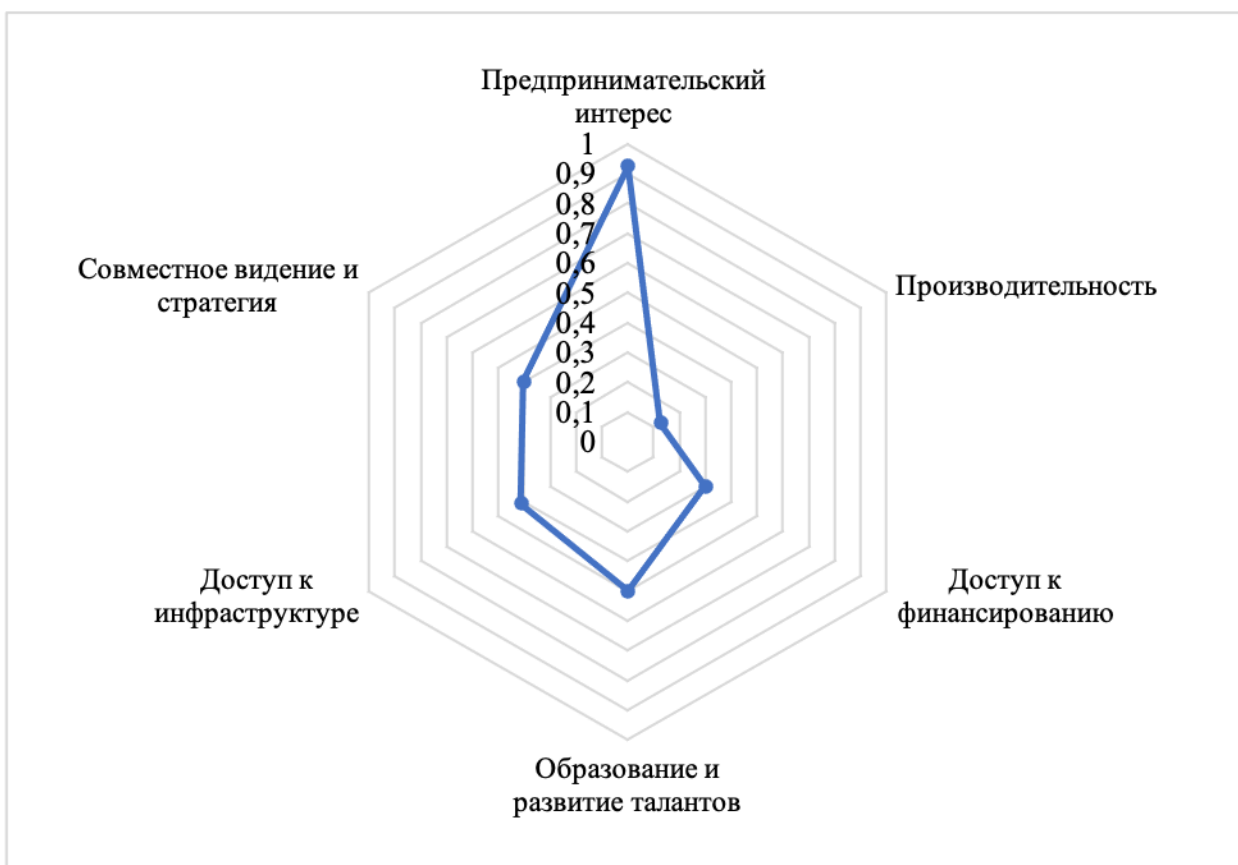 Предпринимательский
интерес
1
0,9
0,8
0,7
0,6
0,5
0,4
0,3
0,2
0,1
0
Производительность
Доступ к
финансированию
Образование и
развитие талантов
Доступ к
инфраструктуре
Совместное видение и
стратегия